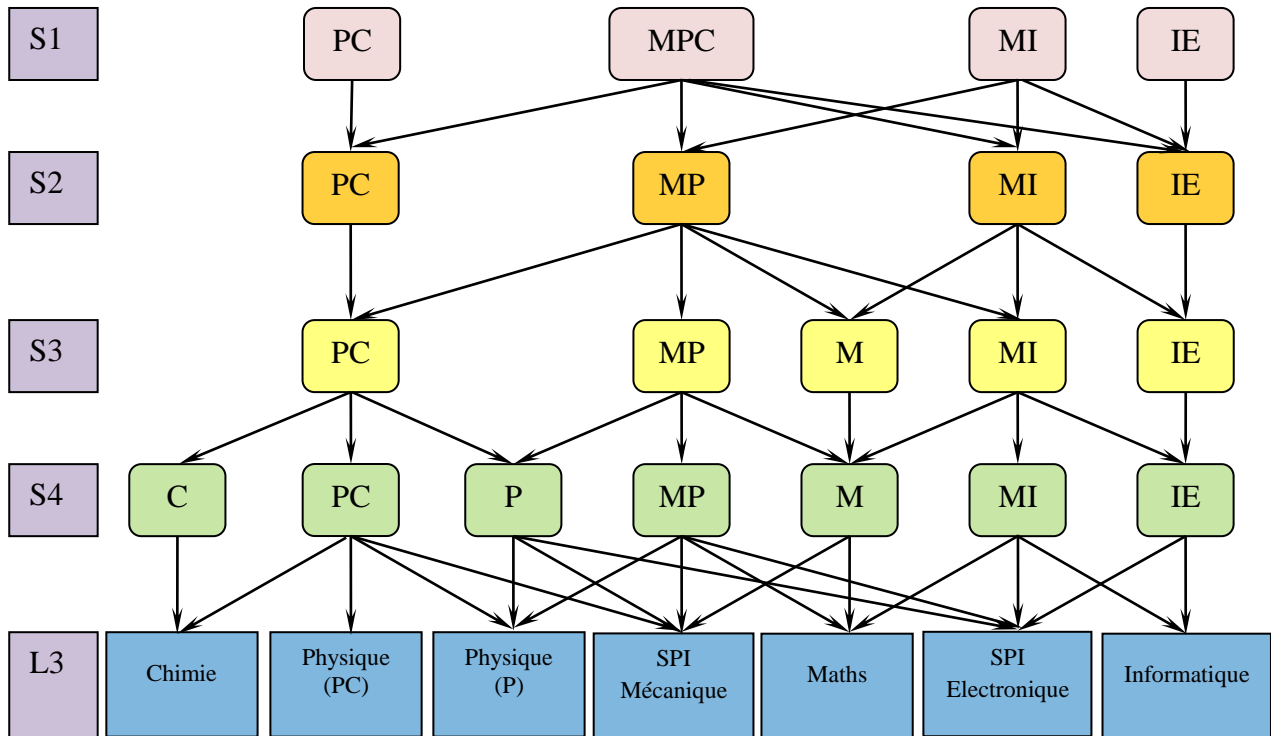 S1
PC
MPC
MI
IE
S2
PC
MP
MI
IE
S3
PC
MP
M
MI
IE
S4
C
PC
P
MP
M
MI
IE
L3
Chimie
Physique
(PC)
Physique
(P)
SPI
Mécanique
Maths
SPI
Electronique
Informatique